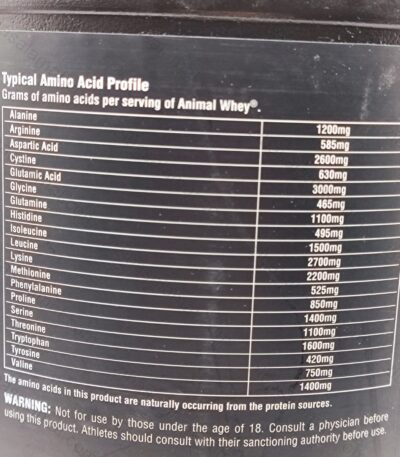 Typical Amino Acid Profile
Grams of amino acids per serving of Animal Whey®.
Alanine 1200mg
Arginine 585mg
Aspartic Acid 2600mg
Cystine 630mg
Glutamic Acid 3000mg
Glycine 465mg
Glutamine 1100mg
Histidine 495mg
Isoleucine 1500mg
Leucine 2700mg
Lysine 2200mg
Methionine 525mg
Phenylalanine 850mg
Proline 1400mg
Serine 1100mg
Threonine 1600mg
Tryptophan 420mg
Tyrosine 750mg
Valine 1400mg
The amino acids in this product are naturally occurring from the protein sources.
WARNING: Not for use by those under the age of 18. Consult a physician before
using this product. Athletes should consult with their sanctioning authority before use.